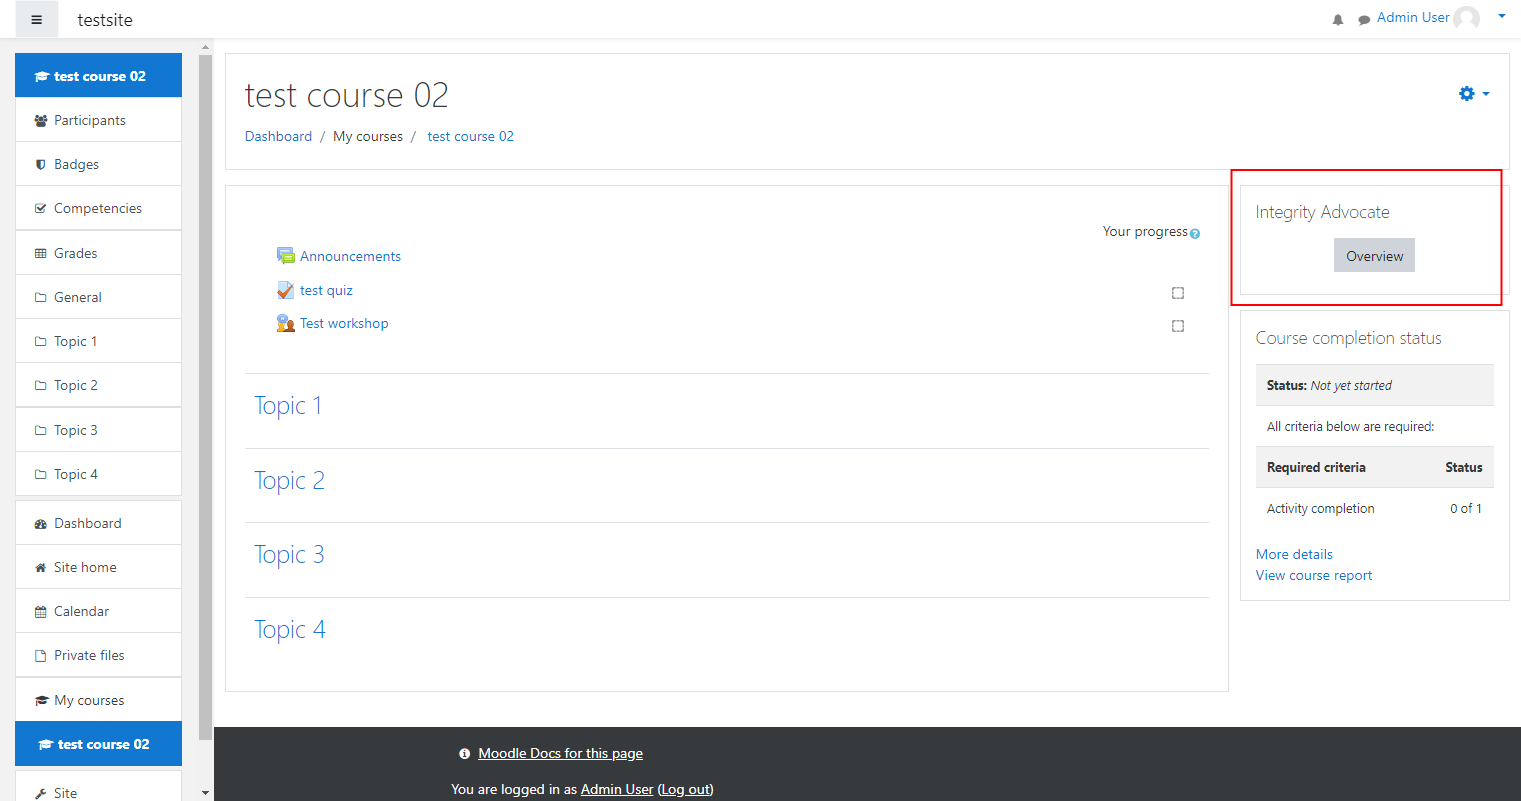 testsite
Admin User
test course 02
Participants
Badges
Competencies
Grades
General
Topic 1
Topic 2
Topic 3
Topic 4
Dashboard
Site home
Calendar
Private files
My courses
test course 02
Site
test course 02
Dashboard / My courses / test course 02
Your progress
Announcements
test quiz
Test workshop
Topic 1
Topic 2
Topic 3
Topic 4
Integrity Advocate
Overview
Course completion status
Status: Not yet started
All criteria below are required:
Required criteria Status
Activity completion 0 of 1
More details
View course report
Moodle Docs for this page
You are logged in as Admin User (Log out)